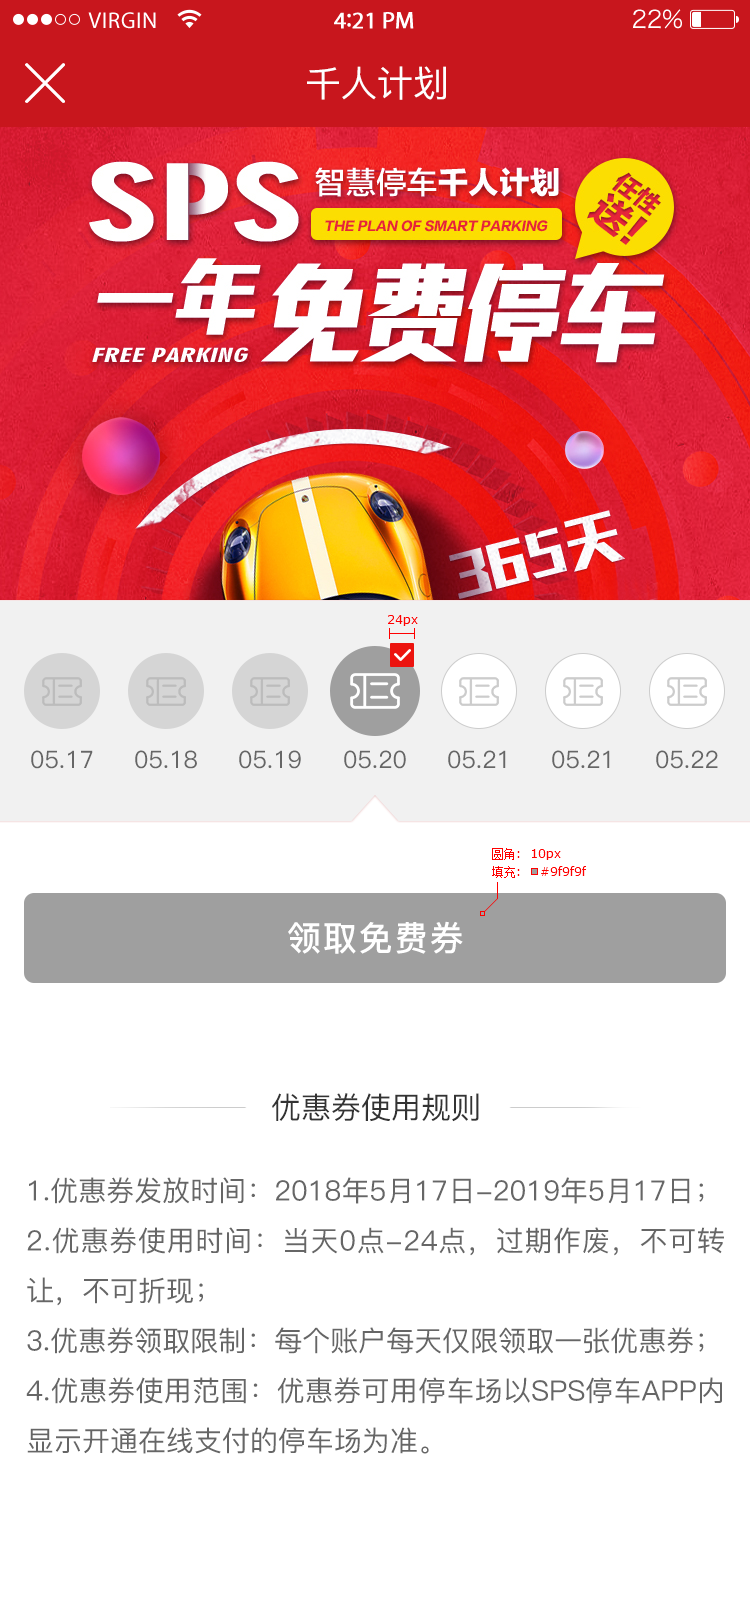 VIRGIN 4:21 PM 22%
千人计划
SPS 智慧停车千人计划
THE PLAN OF SMART PARKING
任性送!
一年免费停车
FREE PARKING
365天
24px
05.17 05.18 05.19 05.20 05.21 05.21 05.22
圆角： 10px
填充： #9f9f9f
领取免费券
优惠券使用规则
1.优惠券发放时间：2018年5月17日-2019年5月17日；
2.优惠券使用时间：当天0点-24点，过期作废，不可转
让，不可折现；
3.优惠券领取限制：每个账户每天仅限领取一张优惠券；
4.优惠券使用范围：优惠券可用停车场以SPS停车APP内
显示开通在线支付的停车场为准。